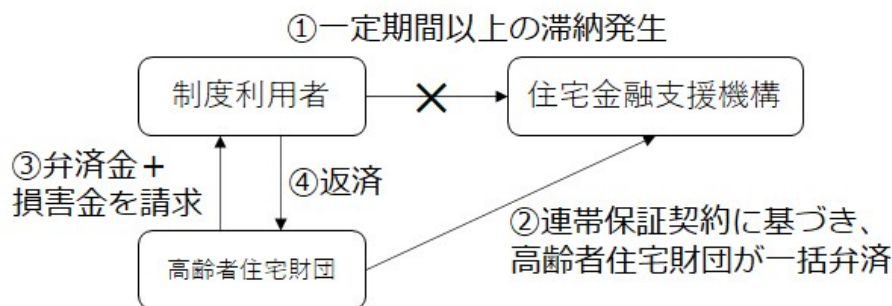 ①一定期間以上の滞納発生
制度利用者
住宅金融支援機構
③弁済金＋
損害金を請求
④返済
②連帯保証契約に基づき、
高齢者住宅財団が一括弁済
高齢者住宅財団